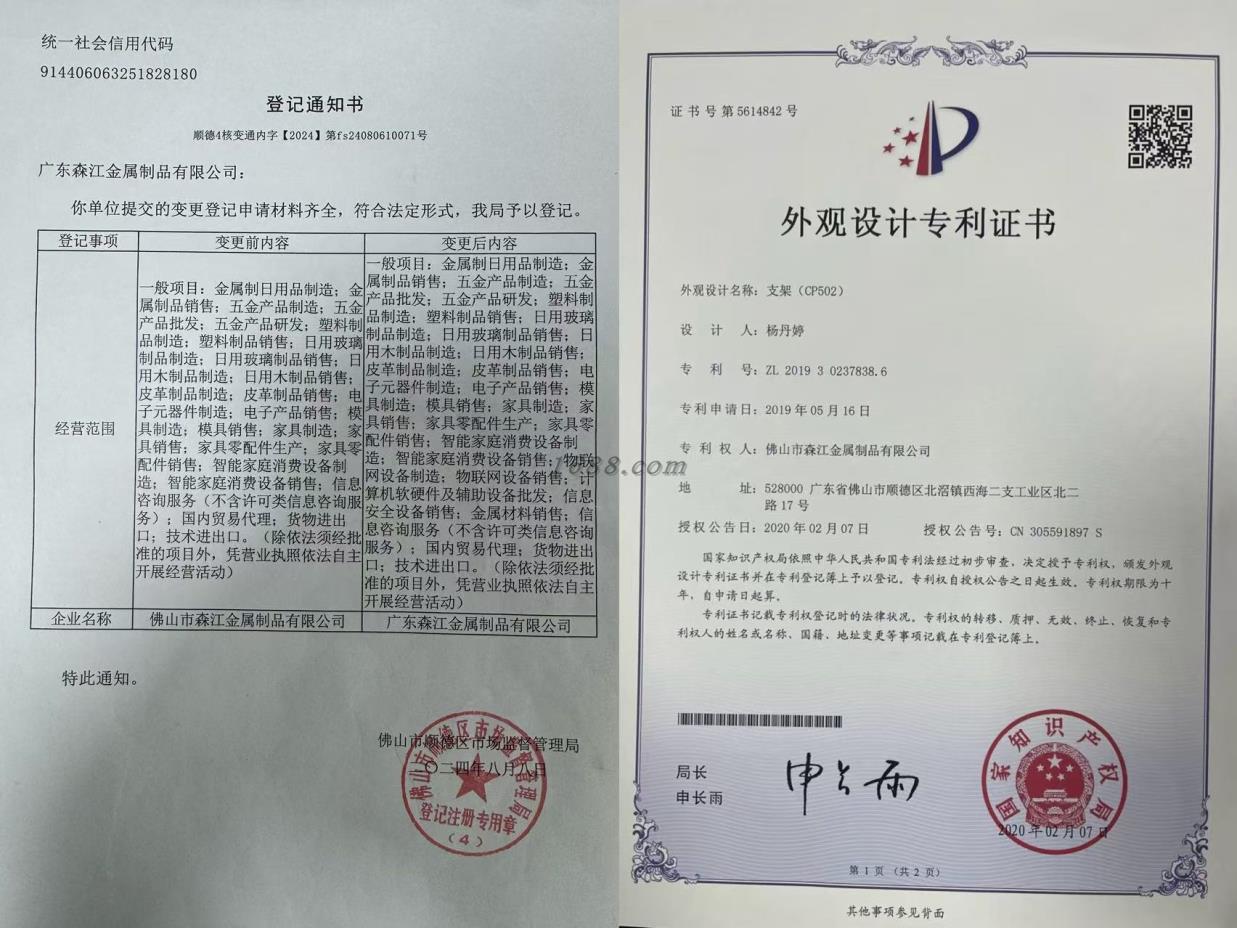 统一社会信用代码
914406063251828180
登记通知书
顺德4核变通内字【2024】第fs24080610071号
广东森江金属制品有限公司：
你单位提交的变更登记申请材料齐全，符合法定形式，我局予以登记。
登记事项
变更前内容
变更后内容
经营范围
一般项目：金属制日用品制造；金
属制品销售；五金产品制造；五金
产品批发；五金产品研发；塑料制
品制造；塑料制品销售；日用玻璃
制品制造；日用玻璃制品销售；日
用木制品制造；日用木制品销售；
皮革制品制造；皮革制品销售；电
子元器件制造；电子产品销售；模
具制造；模具销售；家具制造；家
具销售；家具零配件生产；家具零
配件销售；智能家庭消费设备制
造；智能家庭消费设备销售；信息
咨询服务（不含许可类信息咨询服
务）；国内贸易代理；货物进出
口；技术进出口。（除依法须经批
准的项目外，凭营业执照依法自主
开展经营活动）
一般项目：金属制日用品制造；金
属制品销售；五金产品制造；五金
产品批发；五金产品研发；塑料制
品制造；塑料制品销售；日用玻璃
制品制造；日用玻璃制品销售；日
用木制品制造；日用木制品销售；
皮革制品制造；皮革制品销售；电
子元器件制造；电子产品销售；模
具制造；模具销售；家具制造；家
具销售；家具零配件生产；家具零
配件销售；智能家庭消费设备制
造；智能家庭消费设备销售；物联
网设备制造；物联网设备销售；计
算机软硬件及辅助设备批发；信息
安全设备销售；金属材料销售；信
息咨询服务（不含许可类信息咨询
服务）；国内贸易代理；货物进出
口；技术进出口。（除依法须经批
准的项目外，凭营业执照依法自主
开展经营活动）
企业名称
佛山市森江金属制品有限公司
广东森江金属制品有限公司
特此通知。
佛山市顺德区市场监督管理局
二〇二四年八月八日
佛山市顺德区市场监督管理局
登记注册专用章
（4）
1688.com
证书号第5614842号
外观设计专利证书
外观设计名称：支架（CP502）
设计人：杨丹婷
专利号：ZL 2019 3 0237838.6
专利申请日：2019年05月16日
专利权人：佛山市森江金属制品有限公司
地址：528000 广东省佛山市顺德区北滘镇西海二支工业区北二
路17号
授权公告日：2020年02月07日 授权公告号：CN 305591897 S
国家知识产权局依照中华人民共和国专利法经过初步审查，决定授予专利权，颁发外观
设计专利证书并在专利登记簿上予以登记。专利权自授权公告之日起生效。专利权期限为十
年，自申请日起算。
专利证书记载专利权登记时的法律状况。专利权的转移、质押、无效、终止、恢复和专
利权人的姓名或名称、国籍、地址变更等事项记载在专利登记簿上。
局长
申长雨
申长雨
国家知识产权局
2020年02月07日
第1页（共2页）
其他事项参见背面